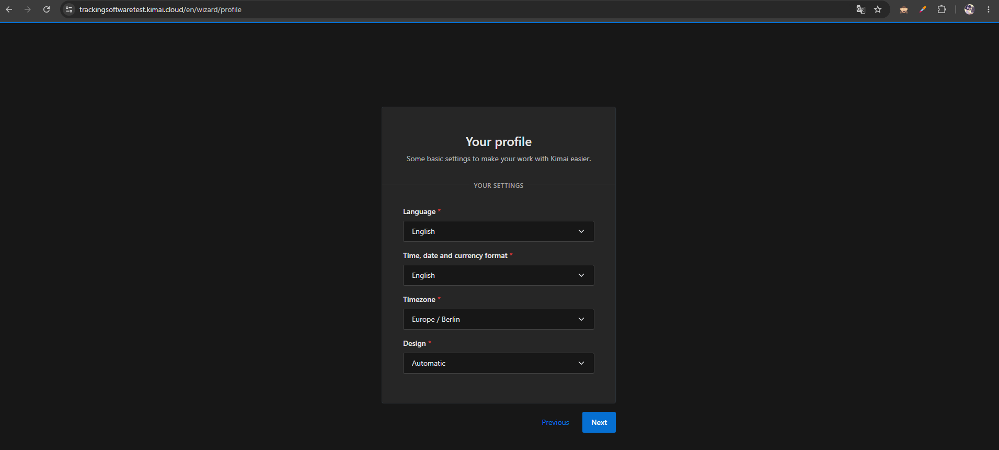 trackingsoftwaretest.kimai.cloud/en/wizard/profile
Your profile
Some basic settings to make your work with Kimai easier.
YOUR SETTINGS
Language *
English
Time, date and currency format *
English
Timezone *
Europe / Berlin
Design *
Automatic
Previous
Next